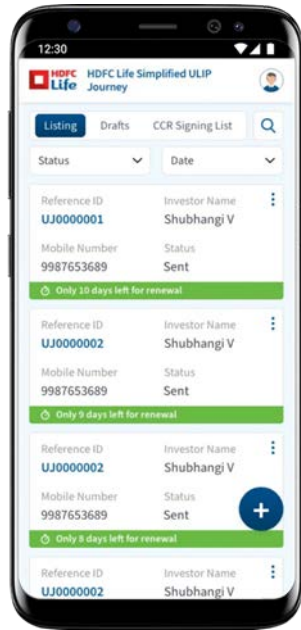 12:30
HDFC Life
HDFC Life Simplified ULIP Journey
Listing Drafts CCR Signing List
Status Date
Reference ID Investor Name
UJ0000001 Shubhangi V
Mobile Number Status
9987653689 Sent
Only 10 days left for renewal
Reference ID Investor Name
UJ0000002 Shubhangi V
Mobile Number Status
9987653689 Sent
Only 9 days left for renewal
Reference ID Investor Name
UJ0000002 Shubhangi V
Mobile Number Status
9987653689 Sent
Only 8 days left for renewal
Reference ID Investor Name
UJ0000002 Shubhangi V